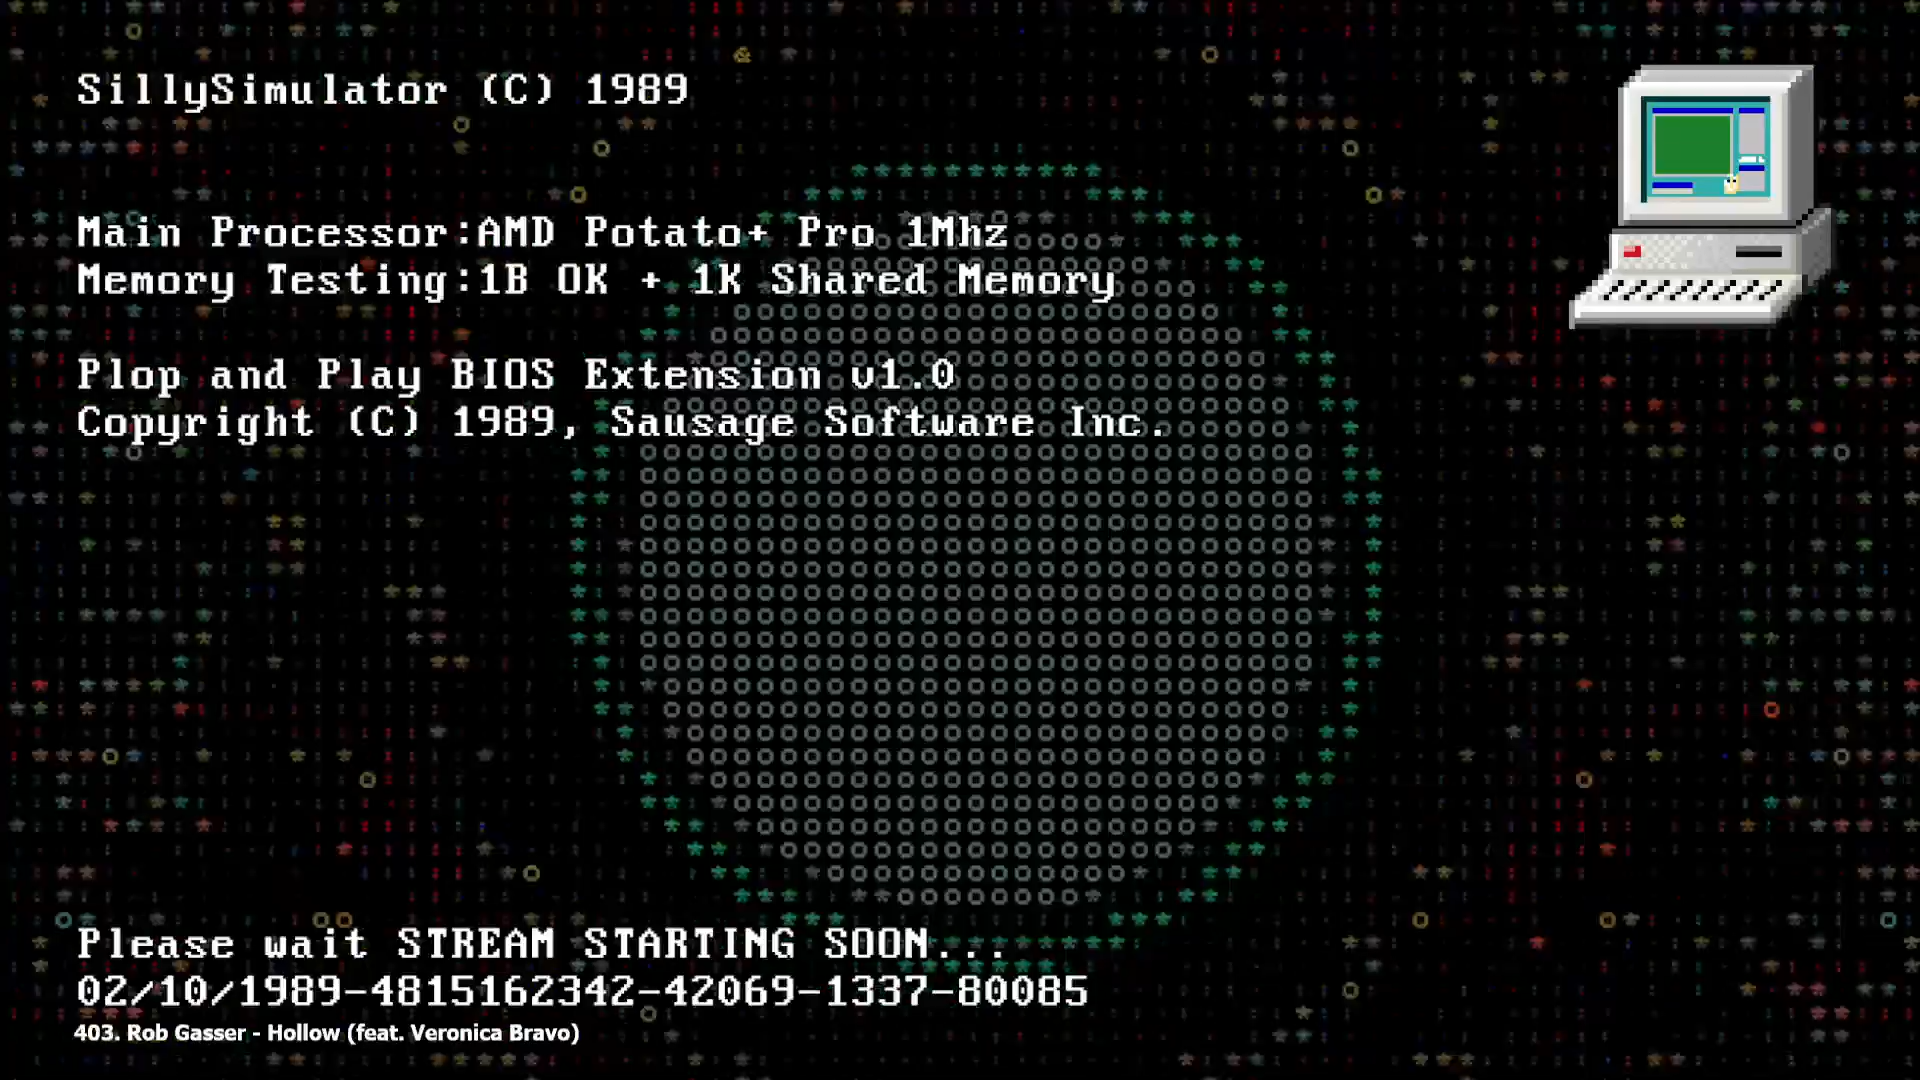 SillySimulator (C) 1989
Main Processor:AMD Potato+ Pro 1Mhz
Memory Testing:1B OK + 1K Shared Memory
Plop and Play BIOS Extension v1.0
Copyright (C) 1989, Sausage Software Inc.
Please wait STREAM STARTING SOON...
02/10/1989-4815162342-42069-1337-80085
403. Rob Gasser - Hollow (feat. Veronica Bravo)